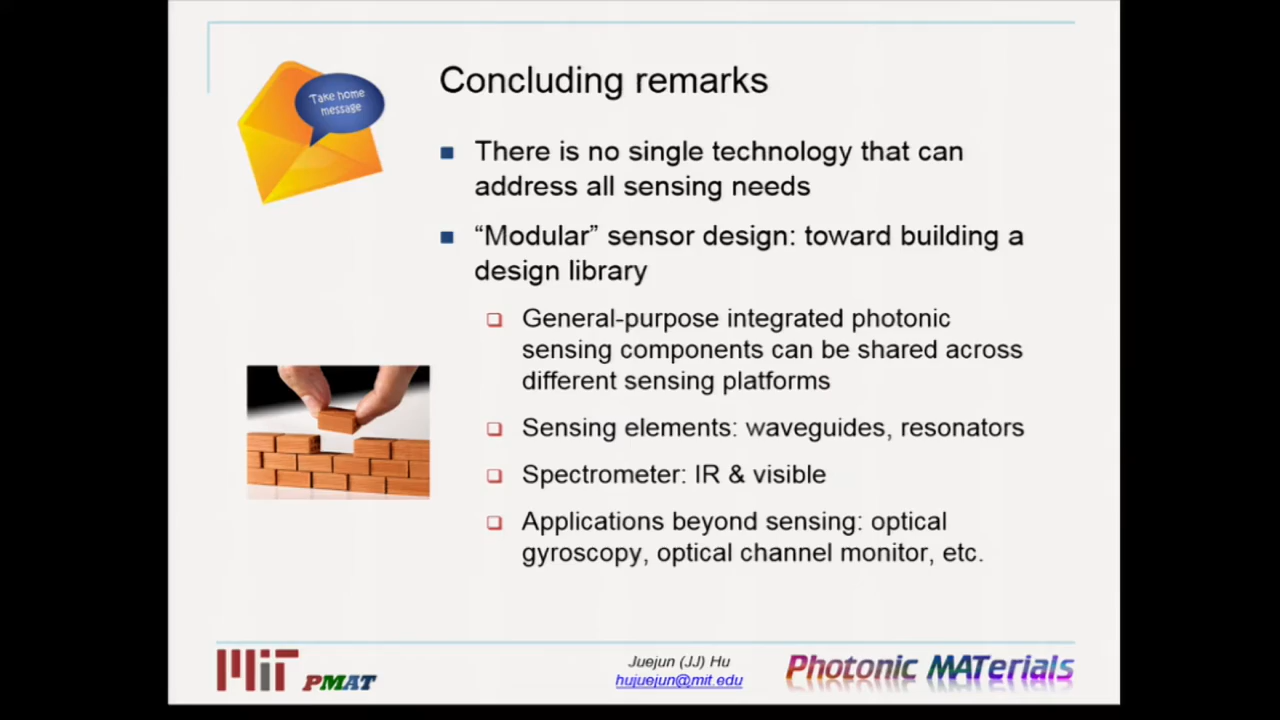 Take home
message
Concluding remarks
There is no single technology that can
address all sensing needs
“Modular” sensor design: toward building a
design library
General-purpose integrated photonic
sensing components can be shared across
different sensing platforms
Sensing elements: waveguides, resonators
Spectrometer: IR & visible
Applications beyond sensing: optical
gyroscopy, optical channel monitor, etc.
MIT PMAT
Juejun (JJ) Hu
hujuejun@mit.edu
Photonic MATerials